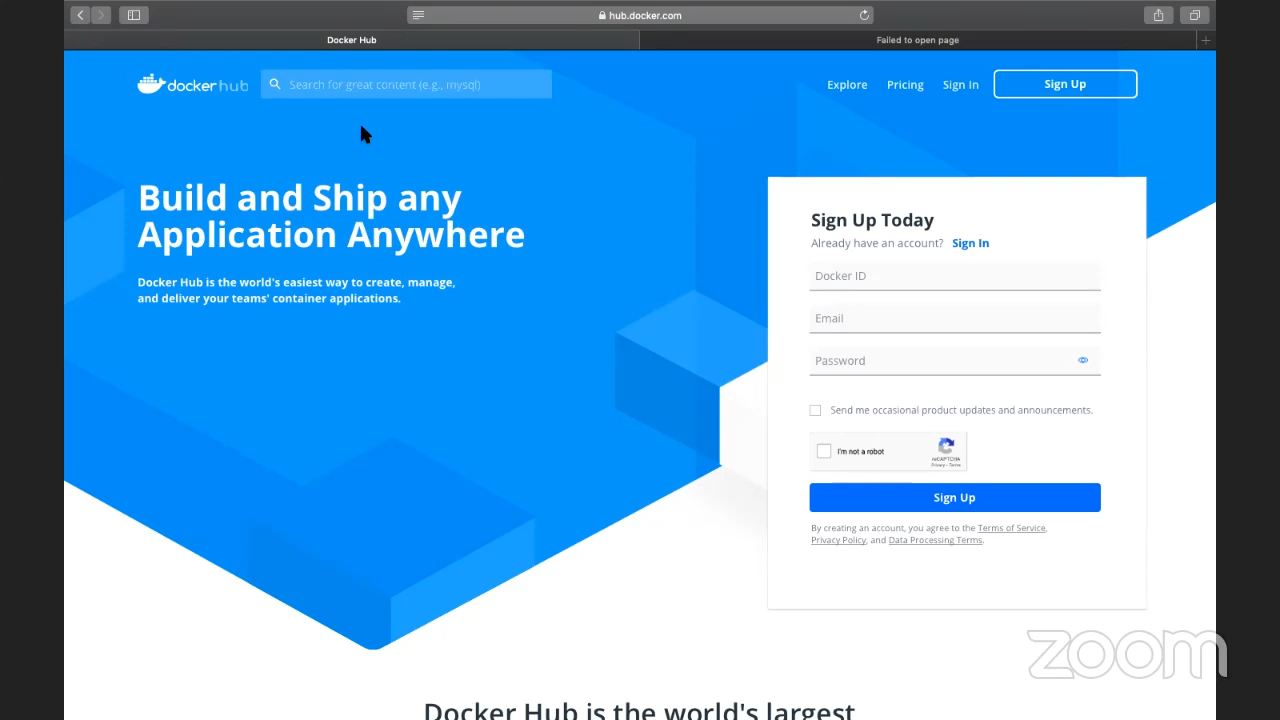 hub.docker.com
Docker Hub
Failed to open page
docker hub
Search for great content (e.g., mysql)
Explore
Pricing
Sign In
Sign Up
Build and Ship any
Application Anywhere
Docker Hub is the world's easiest way to create, manage,
and deliver your teams' container applications.
Sign Up Today
Already have an account? Sign In
Docker ID
Email
Password
Send me occasional product updates and announcements.
I'm not a robot
reCAPTCHA
Privacy - Terms
Sign Up
By creating an account, you agree to the Terms of Service,
Privacy Policy, and Data Processing Terms.
zoom
Docker Hub is the world's largest